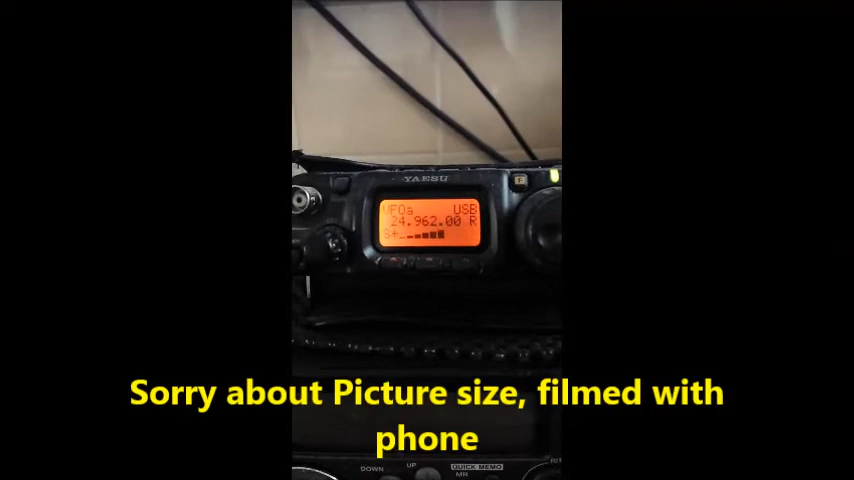 YAESU
F
VFOa USB
24.962.00 R
S+
Sorry about Picture size, filmed with
phone
DOWN UP QUICK MEMO
MR